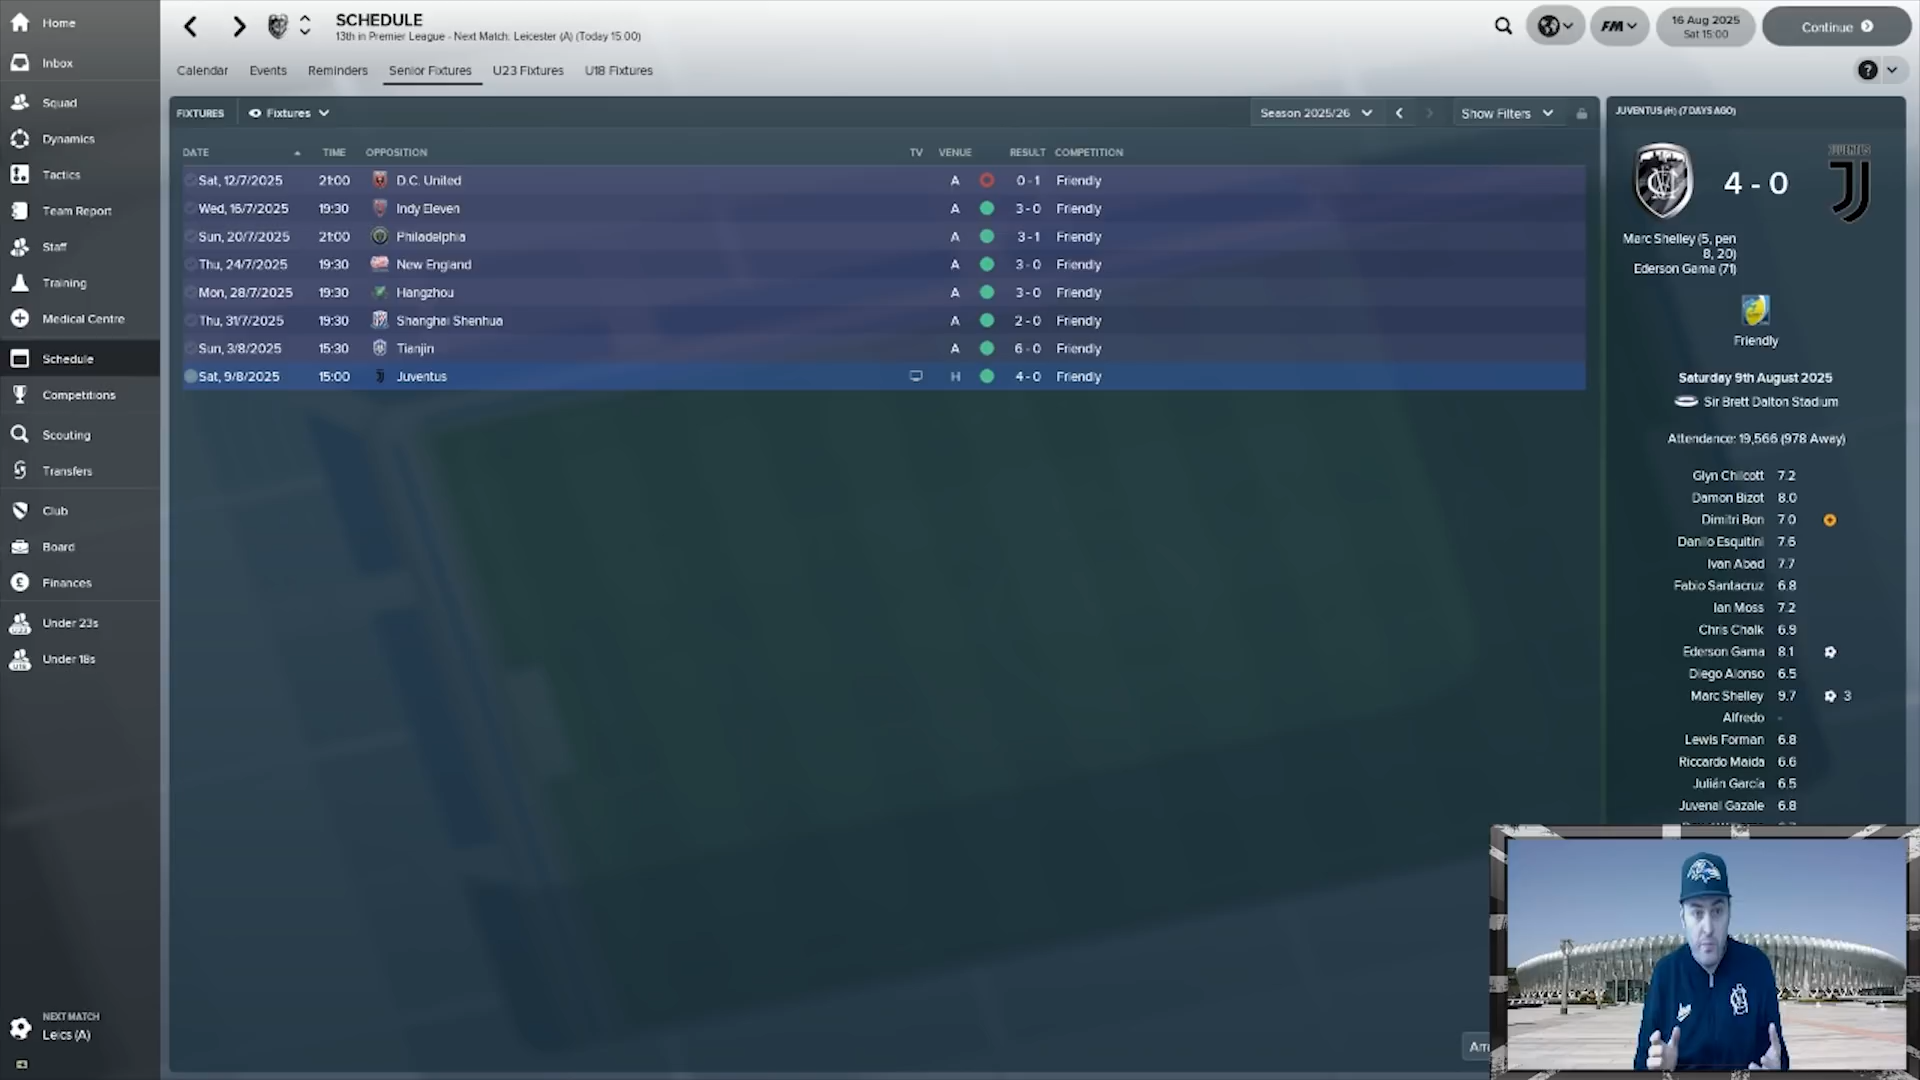 Home
Inbox
Squad
Dynamics
Tactics
Team Report
Staff
Training
Medical Centre
Schedule
Competitions
Scouting
Transfers
Club
Board
Finances
Under 23s
Under 18s
NEXT MATCH
Leics (A)
SCHEDULE
13th in Premier League - Next Match: Leicester (A) (Today 15:00)
FM
16 Aug 2025
Sat 15:00
Continue
Calendar Events Reminders Senior Fixtures U23 Fixtures U18 Fixtures
?
FIXTURES Fixtures Season 2025/26 Show Filters
DATE TIME OPPOSITION TV VENUE RESULT COMPETITION
Sat, 12/7/2025 21:00 D.C. United A 0 - 1 Friendly
Wed, 16/7/2025 19:30 Indy Eleven A 3 - 0 Friendly
Sun, 20/7/2025 21:00 Philadelphia A 3 - 1 Friendly
Thu, 24/7/2025 19:30 New England A 3 - 0 Friendly
Mon, 28/7/2025 19:30 Hangzhou A 3 - 0 Friendly
Thu, 31/7/2025 19:30 Shanghai Shenhua A 2 - 0 Friendly
Sun, 3/8/2025 15:30 Tianjin A 6 - 0 Friendly
Sat, 9/8/2025 15:00 Juventus H 4 - 0 Friendly
JUVENTUS (H) (7 DAYS AGO)
JUVENTUS
4 - 0
Marc Shelley (5, pen
8, 20)
Ederson Gama (71)
Friendly
Saturday 9th August 2025
Sir Brett Dalton Stadium
Attendance: 19,566 (978 Away)
Glyn Chilcott 7.2
Damon Bizot 8.0
Dimitri Bon 7.0
Danilo Esquitini 7.6
Ivan Abad 7.7
Fabio Santacruz 6.8
Ian Moss 7.2
Chris Chalk 6.9
Ederson Gama 8.1
Diego Alonso 6.5
Marc Shelley 9.7 3
Alfredo -
Lewis Forman 6.8
Riccardo Maida 6.6
Julián García 6.5
Juvenal Gazale 6.8